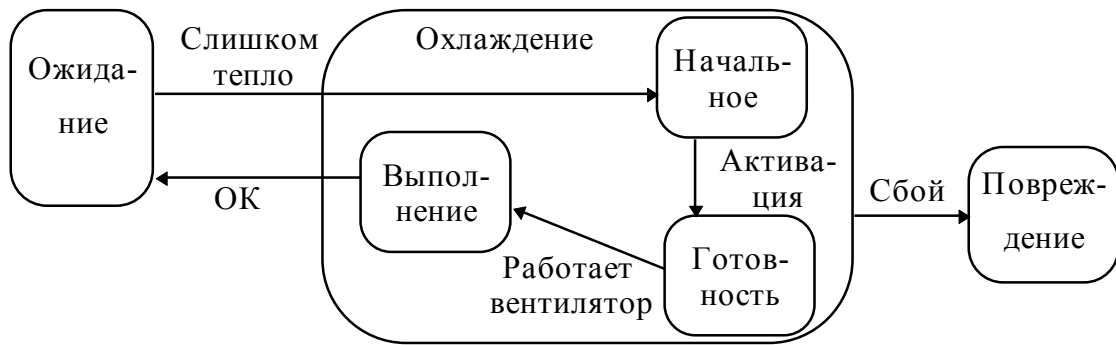 Ожида-
ние
Слишком
тепло
Охлаждение
Началь-
ное
Актива-
ция
Готов-
ность
Работает
вентилятор
Выпол-
нение
ОК
Сбой
Повреж-
дение